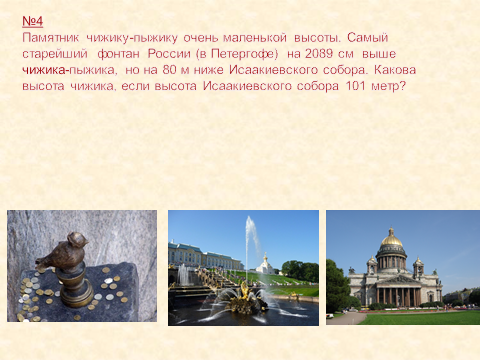 №4
Памятник чижику-пыжику очень маленькой высоты. Самый
старейший фонтан России (в Петергофе) на 2089 см выше
чижика-пыжика, но на 80 м ниже Исаакиевского собора. Какова
высота чижика, если высота Исаакиевского собора 101 метр?